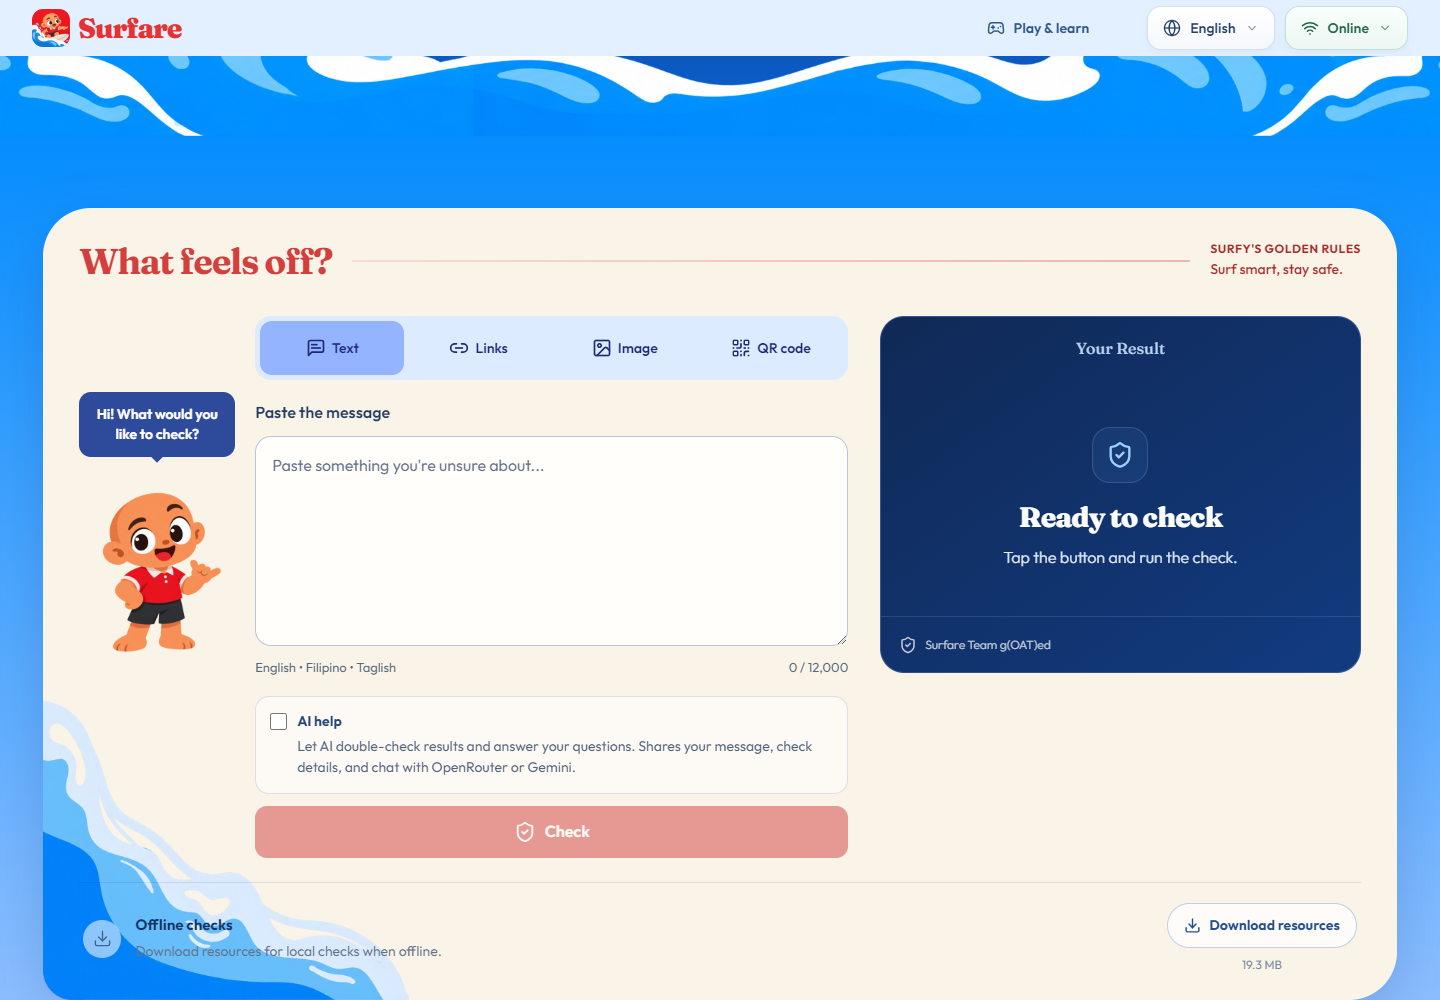 Surfare
Play & learn
English
Online
What feels off?
SURFY'S GOLDEN RULES
Surf smart, stay safe.
Text
Links
Image
QR code
Hi! What would you
like to check?
Paste the message
Paste something you're unsure about...
English • Filipino • Taglish
0 / 12,000
AI help
Let AI double-check results and answer your questions. Shares your message, check
details, and chat with OpenRouter or Gemini.
Check
Your Result
Ready to check
Tap the button and run the check.
Surfare Team g(OAT)ed
Offline checks
Download resources for local checks when offline.
Download resources
19.3 MB